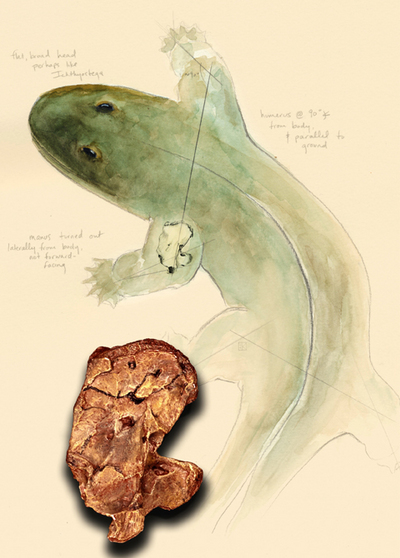 flat, broad head
perhaps like
Ichthyostega
humerus @ 90°
from body,
& parallel to
ground
manus turned out
laterally from body,
not forward-
facing